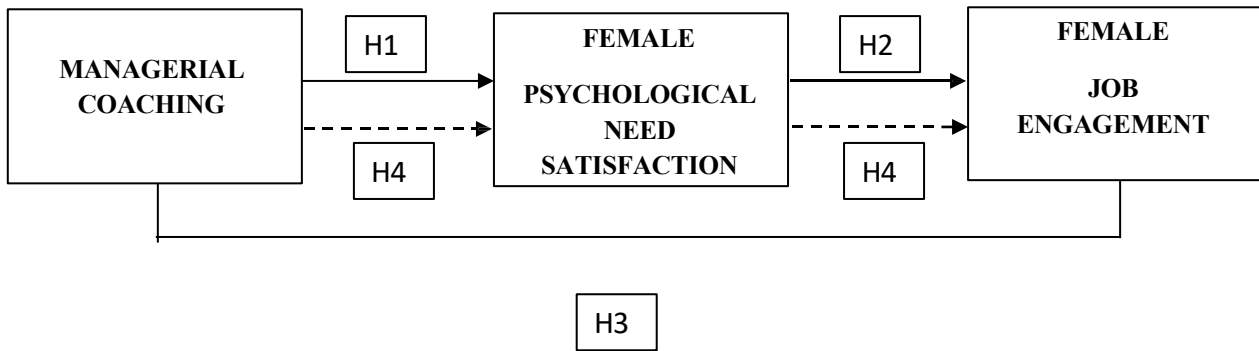 MANAGERIAL
COACHING
H1
H4
FEMALE
PSYCHOLOGICAL
NEED
SATISFACTION
H2
H4
FEMALE
JOB
ENGAGEMENT
H3